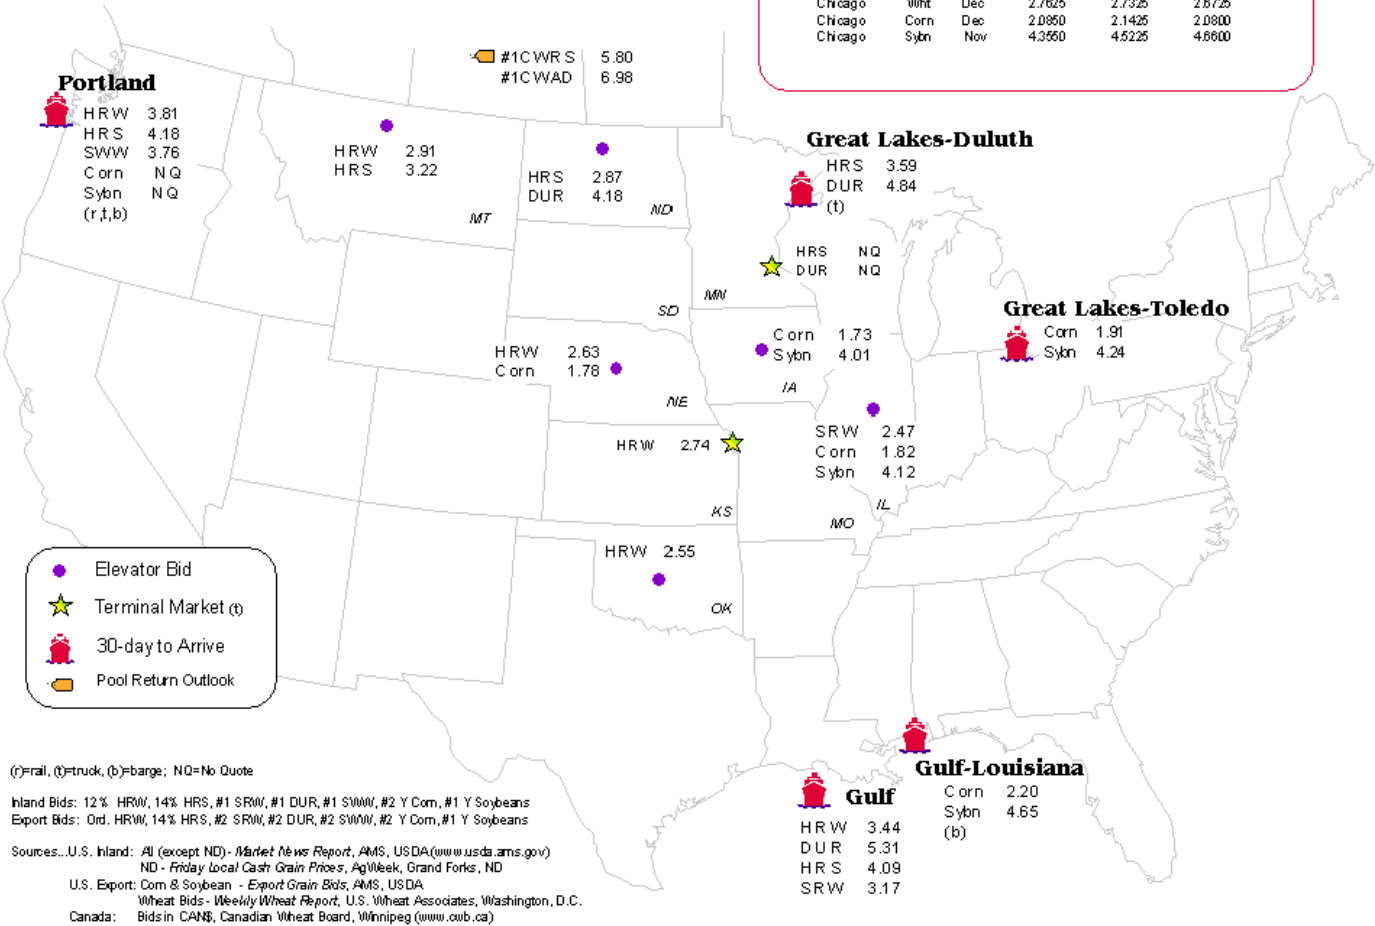 Chicago Wht Dec 2.7625 2.7325 2.6725
Chicago Corn Dec 2.0850 2.1425 2.0800
Chicago Sybn Nov 4.3550 4.5225 4.6600
#1CWRS 5.80
#1CWAD 6.98
Portland
HRW 3.81
HRS 4.18
SWW 3.76
Corn NQ
Sybn NQ
(r,t,b)
HRW 2.91
HRS 3.22
MT
HRS 2.87
DUR 4.18
ND
Great Lakes-Duluth
HRS 3.59
DUR 4.84
(t)
HRS NQ
DUR NQ
MN
SD
Great Lakes-Toledo
Corn 1.91
Sybn 4.24
Corn 1.73
Sybn 4.01
IA
HRW 2.63
Corn 1.78
NE
SRW 2.47
Corn 1.82
Sybn 4.12
IL
HRW 2.74
KS
MO
HRW 2.55
OK
Elevator Bid
Terminal Market (t)
30-day to Arrive
Pool Return Outlook
Gulf-Louisiana
Corn 2.20
Sybn 4.65
(b)
Gulf
HRW 3.44
DUR 5.31
HRS 4.09
SRW 3.17
(r)=rail, (t)=truck, (b)=barge; NQ=No Quote
Inland Bids: 12% HRW, 14% HRS, #1 SRW, #1 DUR, #1 SWW, #2 Y Corn, #1 Y Soybeans
Export Bids: Ord. HRW, 14% HRS, #2 SRW, #2 DUR, #2 SWW, #2 Y Corn, #1 Y Soybeans
Sources...U.S. Inland: All (except ND) - Market News Report, AMS, USDA(www.usda.ams.gov)
ND - Friday Local Cash Grain Prices, AgWeek, Grand Forks, ND
U.S. Export: Corn & Soybean - Export Grain Bids, AMS, USDA
Wheat Bids - Weekly Wheat Report, U.S. Wheat Associates, Washington, D.C.
Canada: Bids in CAN$, Canadian Wheat Board, Winnipeg (www.cwb.ca)